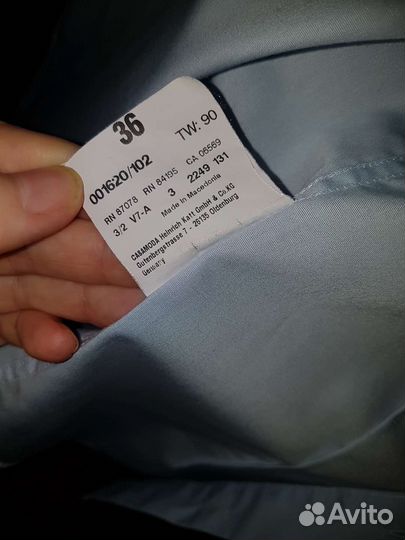 36
001620/102 TW: 90
RN 87078 RN 84195 CA 06569
3/2 V7-A 3 2249 131
Made in Macedonia
CASAMODA Heinrich Katt GmbH & Co.KG
Gutenbergstrasse 7 - 26135 Oldenburg
Germany
Avito